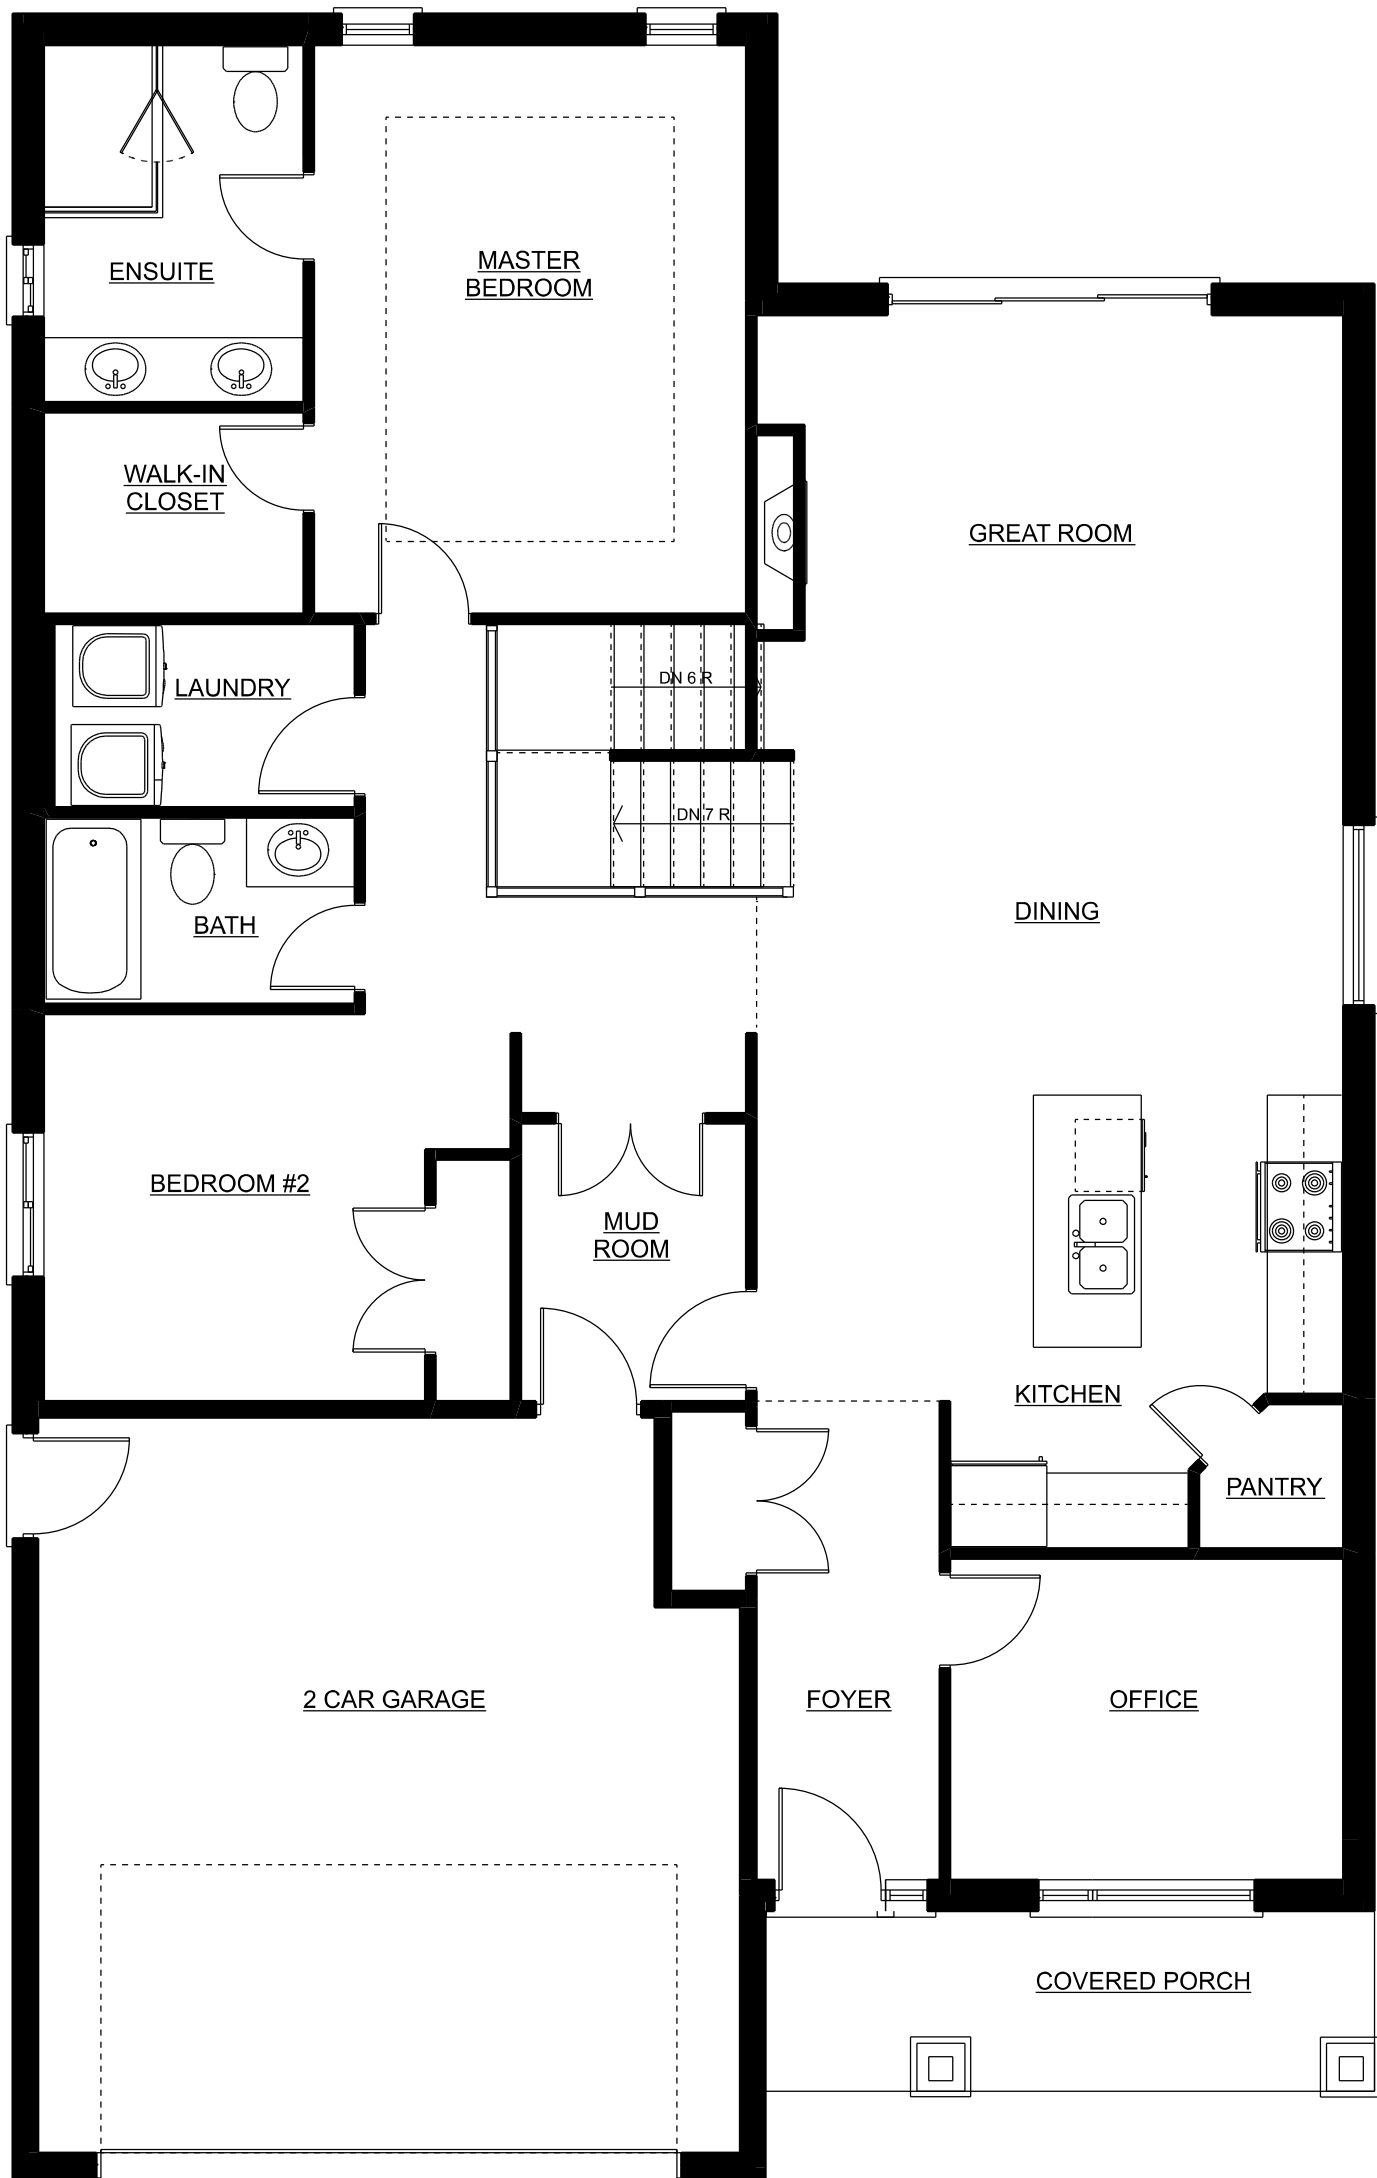 ENSUITE
MASTER
BEDROOM
WALK-IN
CLOSET
GREAT ROOM
LAUNDRY
DN 6 R
DN 7 R
BATH
DINING
BEDROOM #2
MUD
ROOM
KITCHEN
PANTRY
2 CAR GARAGE
FOYER
OFFICE
COVERED PORCH